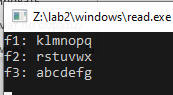 Z:\lab2\windows\read.exe
f1: klmnopq
f2: rstuvwx
f3: abcdefg